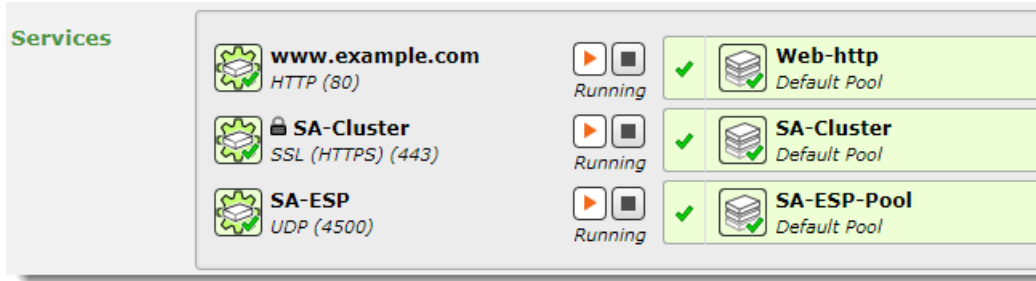 Services
www.example.com
HTTP (80)
Running
Web-http
Default Pool
SA-Cluster
SSL (HTTPS) (443)
Running
SA-Cluster
Default Pool
SA-ESP
UDP (4500)
Running
SA-ESP-Pool
Default Pool